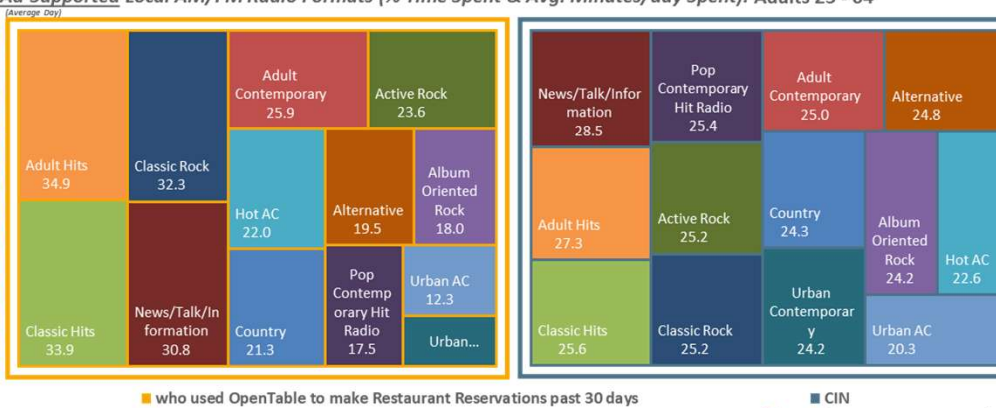 Ad-Supported Local AM/FM Radio Formats (% Time Spent & Avg. Minutes/day Spent): Adults 25 - 64
(Average Day)
Adult Hits
34.9
Classic Rock
32.3
Adult
Contemporary
25.9
Active Rock
23.6
Hot AC
22.0
Alternative
19.5
Album
Oriented
Rock
18.0
Classic Hits
33.9
News/Talk/In
formation
30.8
Country
21.3
Pop
Contemp
orary Hit
Radio
17.5
Urban AC
12.3
Urban...
News/Talk/Infor
mation
28.5
Pop
Contemporary
Hit Radio
25.4
Adult
Contemporary
25.0
Alternative
24.8
Adult Hits
27.3
Active Rock
25.2
Country
24.3
Album
Oriented
Rock
24.2
Hot AC
22.6
Classic Hits
25.6
Classic Rock
25.2
Urban
Contemporar
y
24.2
Urban AC
20.3
who used OpenTable to make Restaurant Reservations past 30 days
CIN